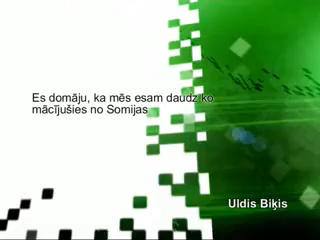 Es domāju, ka mēs esam daudz ko
mācījušies no Somijas
Uldis Biķis